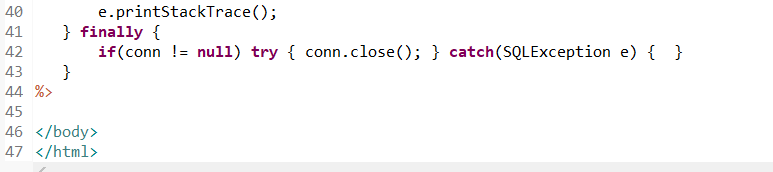 40 e.printStackTrace();
41 } finally {
42 if(conn != null) try { conn.close(); } catch(SQLException e) {  }
43 }
44 %>
45
46 </body>
47 </html>